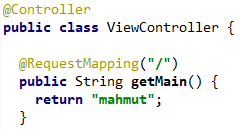 @Controller
public class ViewController {
@RequestMapping("/")
public String getMain() {
return "mahmut";
}